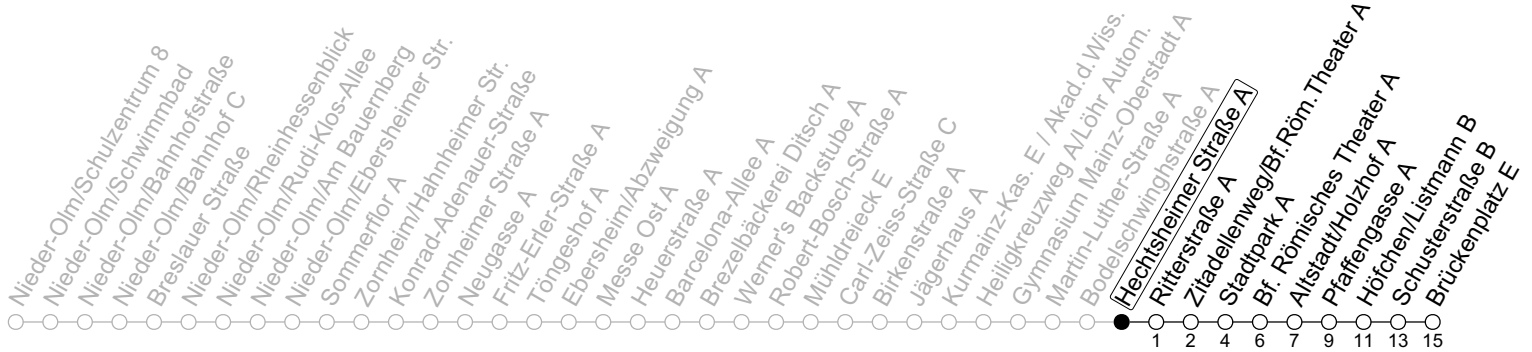 Nieder-Olm/Schulzentrum 8
Nieder-Olm/Schwimmbad
Nieder-Olm/Bahnhofstraße
Nieder-Olm/Bahnhof C
Breslauer Straße
Nieder-Olm/Rheinhessenblick
Nieder-Olm/Rudi-Klos-Allee
Nieder-Olm/Am Bauernberg
Nieder-Olm/Ebersheimer Str.
Sommerflor A
Zornheim/Hahnheimer Str.
Konrad-Adenauer-Straße
Zornheimer Straße A
Neugasse A
Fritz-Erler-Straße A
Töngeshof A
Ebersheim/Abzweigung A
Messe Ost A
Heuerstraße A
Barcelona-Allee A
Brezelbäckerei Ditsch A
Werner's Backstube A
Robert-Bosch-Straße A
Mühldreieck E
Carl-Zeiss-Straße C
Birkenstraße A
Jägerhaus A
Kurmainz-Kas. E / Akad.d.Wiss.
Heiligkreuzweg A/Löhr Autom.
Gymnasium Mainz-Oberstadt A
Martin-Luther-Straße A
Bodelschwinghstraße A
Hechtsheimer Straße A
Ritterstraße A
Zitadellenweg/Bf.Röm.Theater A
Stadtpark A
Bf. Römisches Theater A
Altstadt/Holzhof A
Pfaffengasse A
Höfchen/Listmann B
Schusterstraße B
Brückenplatz E
1 2 4 6 7 9 11 13 15